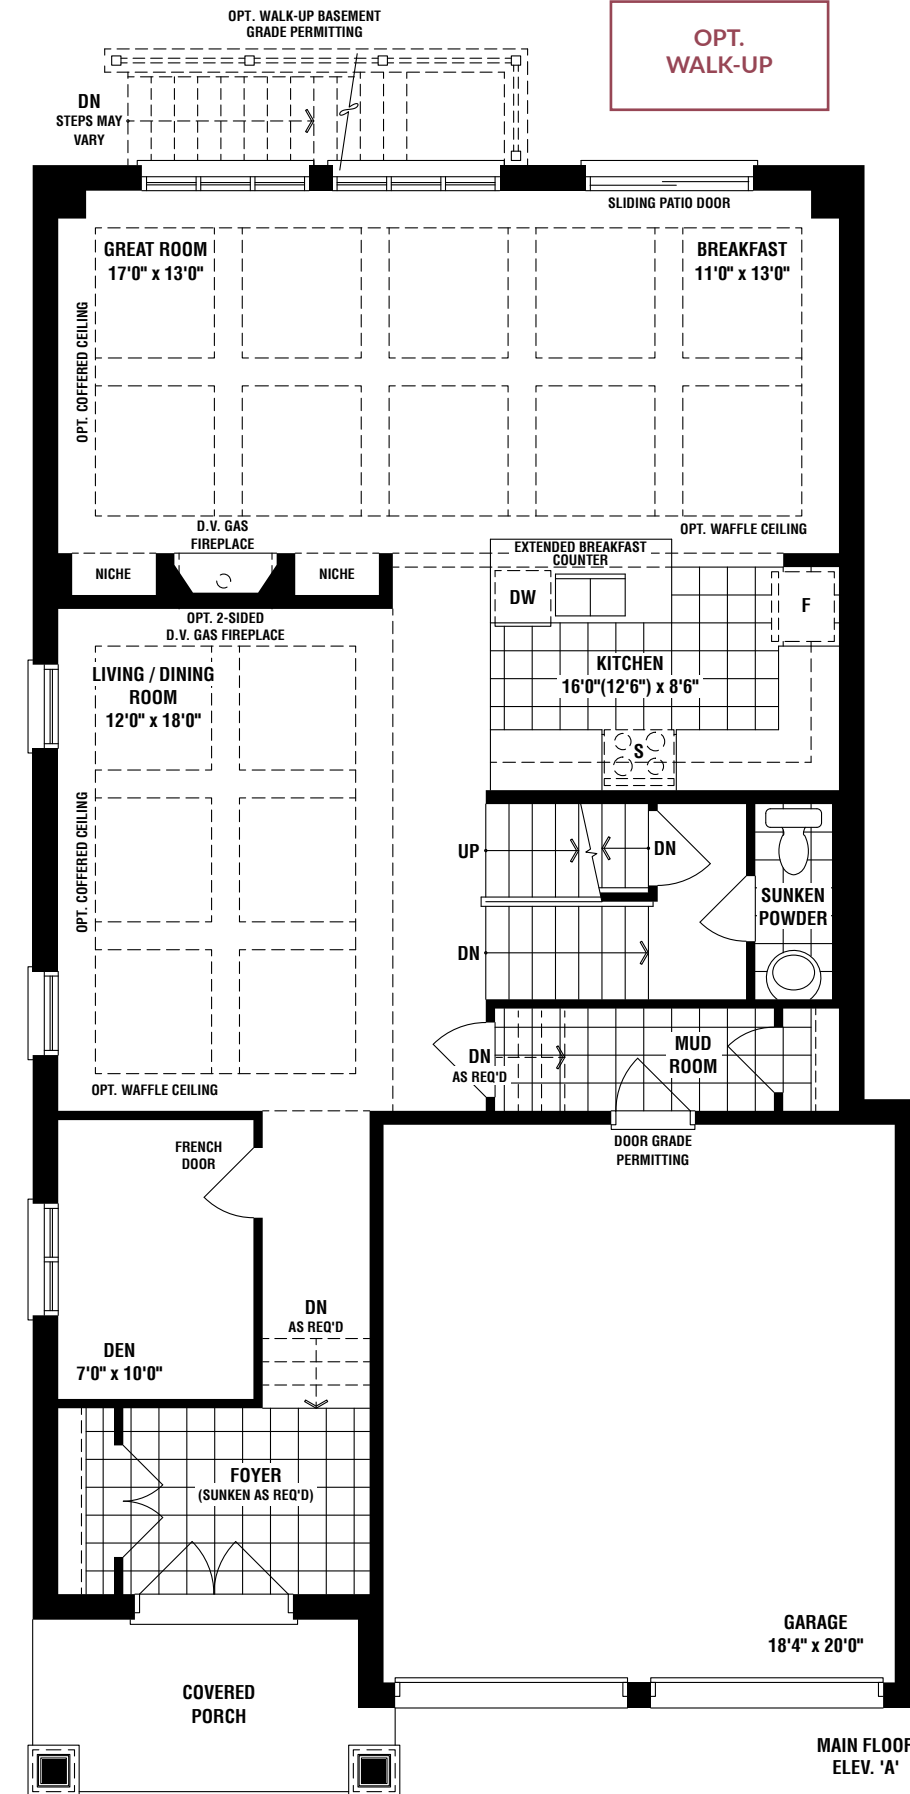 OPT. WALK-UP BASEMENT
GRADE PERMITTING
OPT.
WALK-UP
DN
STEPS MAY
VARY
SLIDING PATIO DOOR
GREAT ROOM
17'0" x 13'0"
BREAKFAST
11'0" x 13'0"
OPT. COFFERED CEILING
D.V. GAS
FIREPLACE
OPT. WAFFLE CEILING
EXTENDED BREAKFAST
COUNTER
NICHE
NICHE
DW
F
OPT. 2-SIDED
D.V. GAS FIREPLACE
LIVING / DINING
ROOM
12'0" x 18'0"
KITCHEN
16'0"(12'6") x 8'6"
S
OPT. COFFERED CEILING
UP
DN
SUNKEN
POWDER
DN
MUD
ROOM
DN
AS REQ'D
OPT. WAFFLE CEILING
FRENCH
DOOR
DOOR GRADE
PERMITTING
DN
AS REQ'D
DEN
7'0" x 10'0"
FOYER
(SUNKEN AS REQ'D)
GARAGE
18'4" x 20'0"
COVERED
PORCH
MAIN FLOOR
ELEV. 'A'